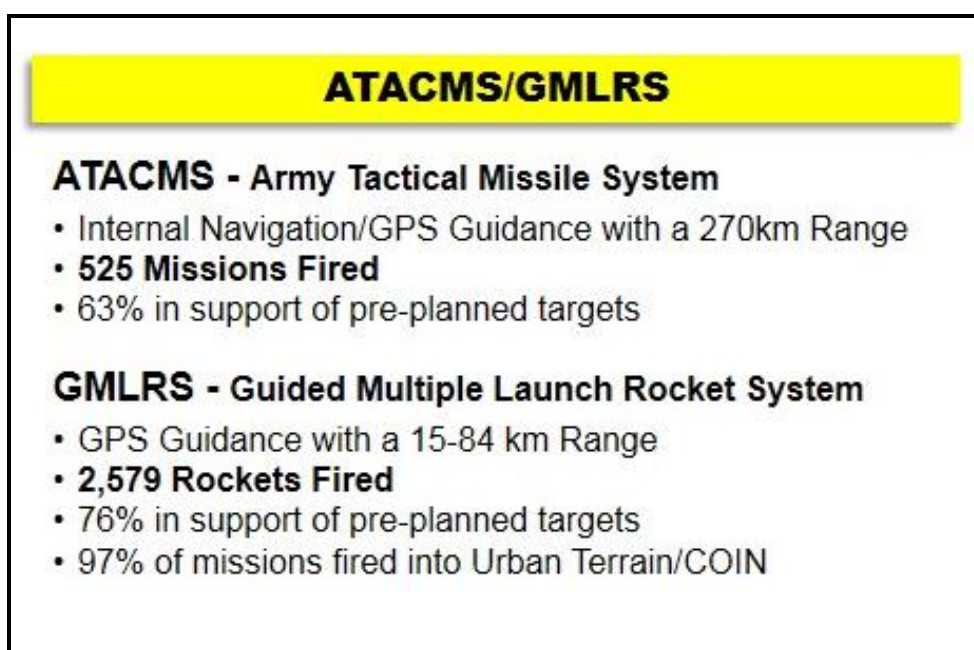 ATACMS/GMLRS
ATACMS - Army Tactical Missile System
• Internal Navigation/GPS Guidance with a 270km Range
• 525 Missions Fired
• 63% in support of pre-planned targets
GMLRS - Guided Multiple Launch Rocket System
• GPS Guidance with a 15-84 km Range
• 2,579 Rockets Fired
• 76% in support of pre-planned targets
• 97% of missions fired into Urban Terrain/COIN